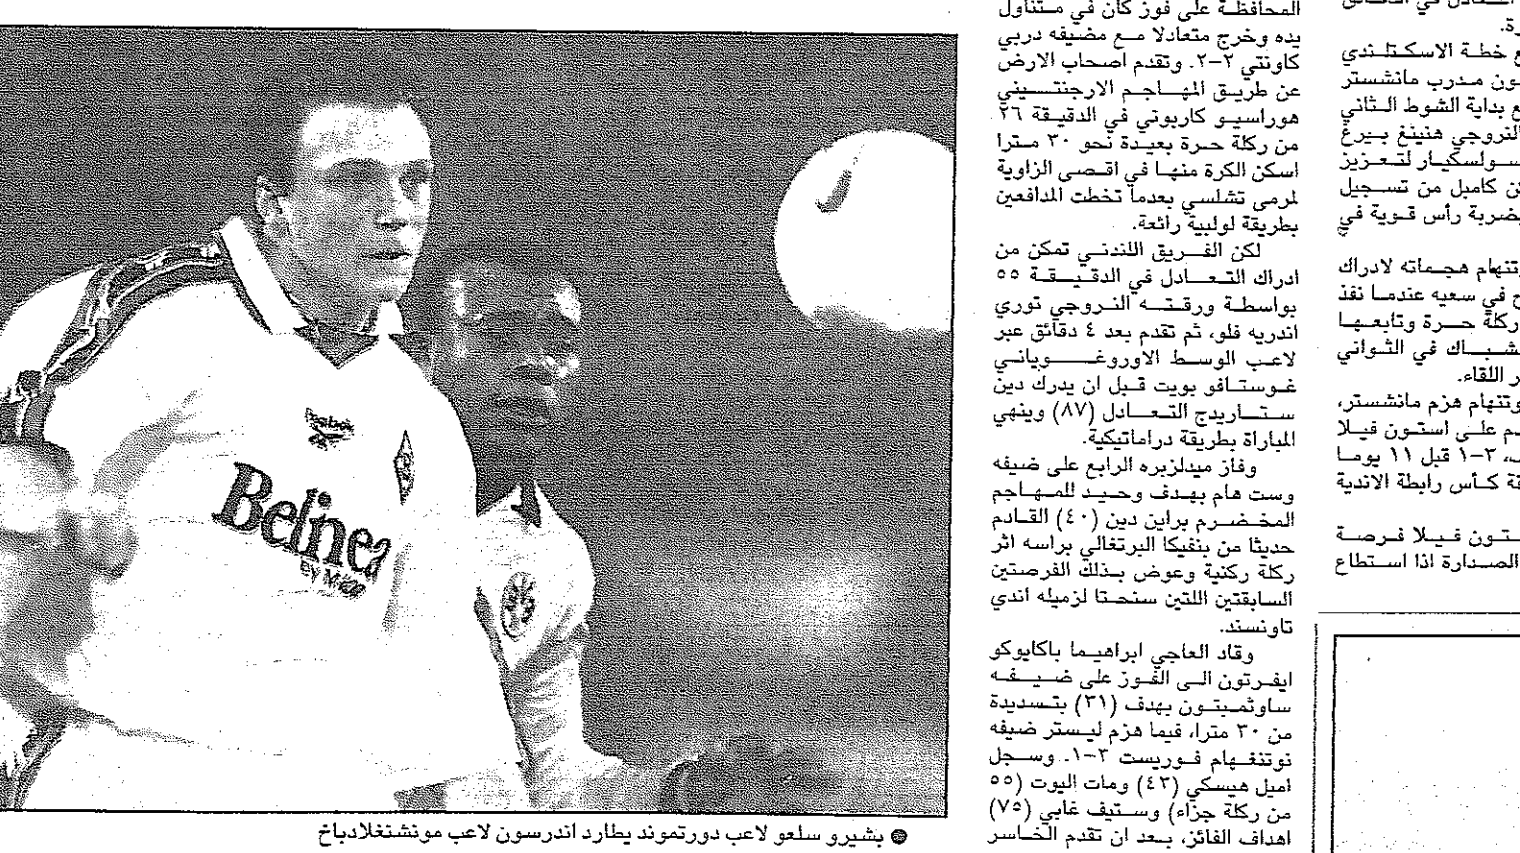 رة.
خطة الاسكتلندي
ون مدرب مانشستر
بداية الشوط الثاني
النروجي هنينغ بيرغ
سولسكيار لتعزيز
كامبل من تسجيل
بضربة رأس قوية في
وتنهام هجماته لادراك
في سعيه عندما نفذ
ركلة حرة وتابعها
في الثواني
اللقاء.
وتنهام هزم مانشستر،
على استون فيلا
٣-١ قبل ١١ يوما
كأس رابطة الاندية
فيلا فرصة
الصدارة اذا استطاع
المحافظة على فوز كان في متناول
يده وخرج متعادلا مع مضيفه دربي
كاونتي ٢-٢. وتقدم اصحاب الارض
عن طريق المهاجم الارجنتيني
هوراسيو كاربوني في الدقيقة ٢٦
من ركلة حرة بعيدة نحو ٣٠ مترا
اسكن الكرة منها في اقصى الزاوية
لمرمى تشلسي بعدما تخطت المدافعين
بطريقة لولبية رائعة.
لكن الفريق اللندني تمكن من
ادراك التعادل في الدقيقة ٥٥
بواسطة ورقته النروجي توري
اندريه فلو، ثم تقدم بعد ٤ دقائق عبر
لاعب الوسط الاوروغوياني
غوستافو بويت قبل ان يدرك دين
ستاريدج التعادل (٨٧) وينهي
المباراة بطريقة دراماتيكية.
وفاز ميدلزبره الرابع على ضيفه
وست هام بهدف وحيد للمهاجم
المخضرم براين دين (٤٠) القادم
حديثا من بنفيكا البرتغالي براسه اثر
ركلة ركنية وعوض بذلك الفرصتين
السابقتين اللتين سنحتا لزميله اندي
تاونسند.
وقاد العاجي ابراهيما باكايوكو
ايفرتون الى الفوز على ضيفه
ساوثمبتون بهدف (٣١) بتسديدة
من ٣٠ مترا، فيما هزم ليستر ضيفه
نوتنغهام فوريست ٣-١. وسجل
اميل هيسكي (٤٣) ومات اليوت (٥٥
من ركلة جزاء) وستيف غابي (٧٥)
اهداف الفائز، بعد ان تقدم الخاسر
Belinea
بشيرو سلعو لاعب دورتموند يطارد اندرسون لاعب مونشنغلادباخ